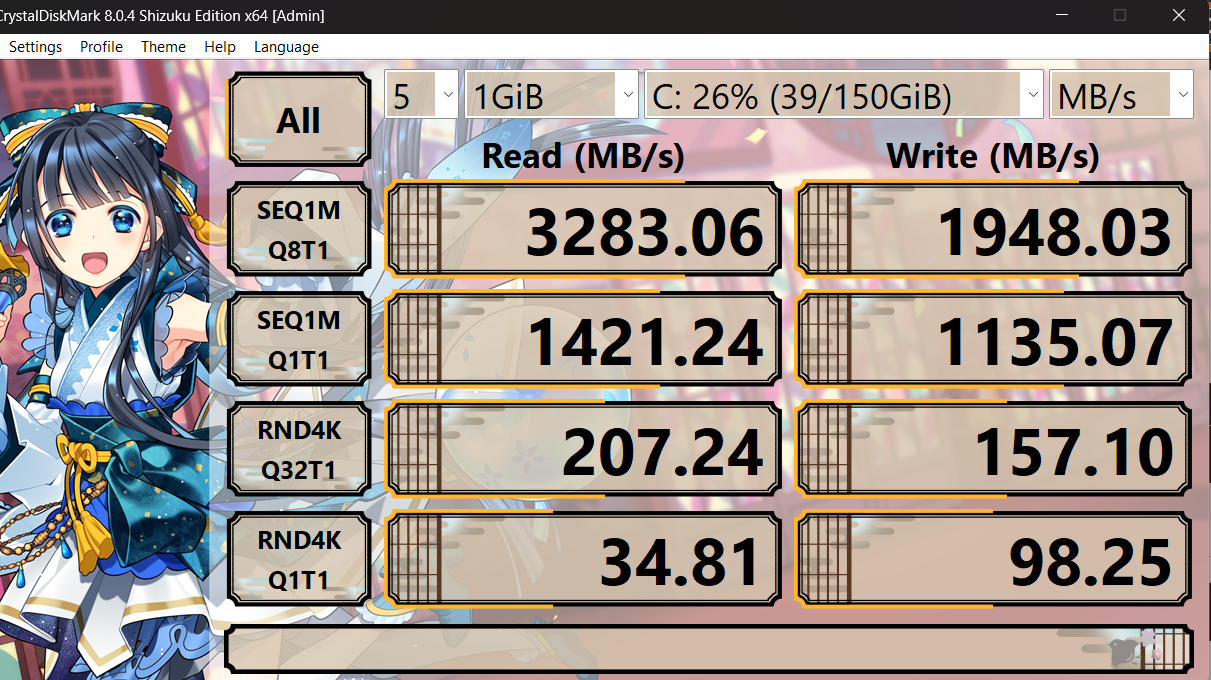 CrystalDiskMark 8.0.4 Shizuku Edition x64 [Admin]
Settings Profile Theme Help Language
All 5 1GiB C: 26% (39/150GiB) MB/s
Read (MB/s) Write (MB/s)
SEQ1M
Q8T1
3283.06 1948.03
SEQ1M
Q1T1
1421.24 1135.07
RND4K
Q32T1
207.24 157.10
RND4K
Q1T1
34.81 98.25